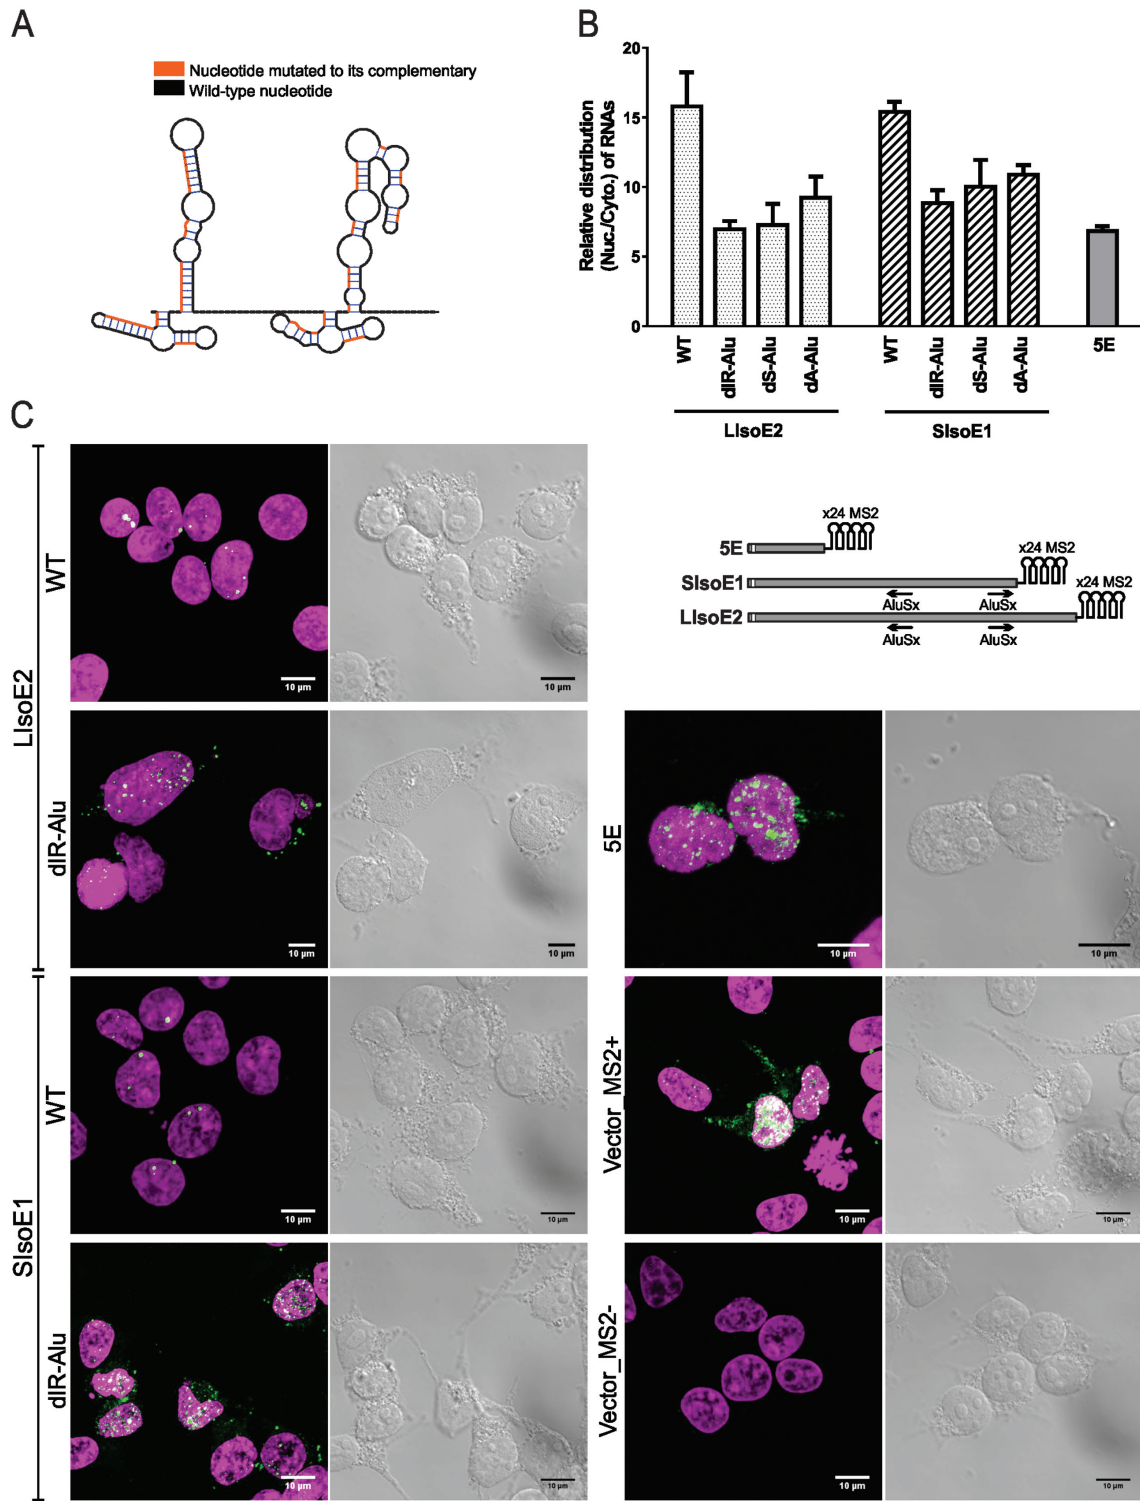 A
Nucleotide mutated to its complementary
Wild-type nucleotide
B
Relative distribution
(Nuc./Cyto.) of RNAs
20
15
10
5
0
WT
dIR-Alu
dS-Alu
dA-Alu
WT
dIR-Alu
dS-Alu
dA-Alu
5E
LIsoE2
SIsoE1
x24 MS2
5E
x24 MS2
SIsoE1
AluSx
AluSx
x24 MS2
LIsoE2
AluSx
AluSx
C
LIsoE2
WT
10 µm
10 µm
dIR-Alu
10 µm
10 µm
SIsoE1
WT
10 µm
10 µm
dIR-Alu
10 µm
10 µm
5E
10 µm
10 µm
Vector_MS2+
10 µm
10 µm
Vector_MS2-
10 µm
10 µm